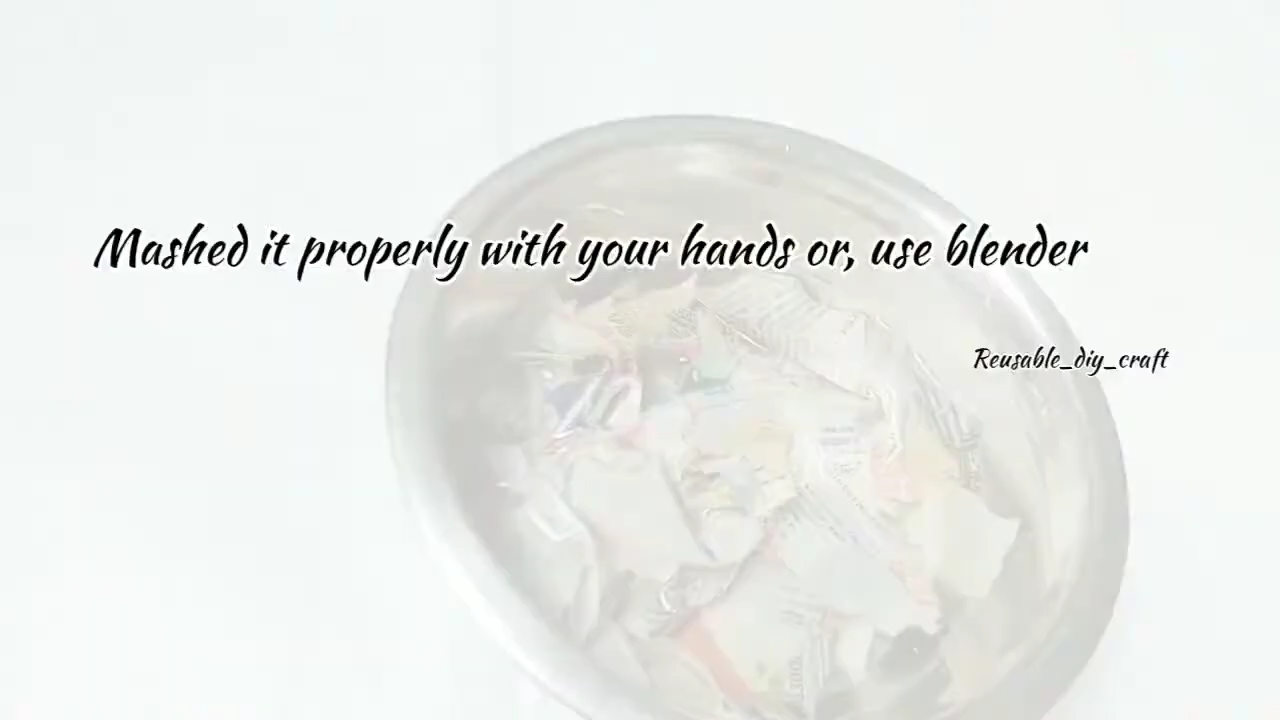 Mashed it properly with your hands or, use blender
Reusable_diy_craft